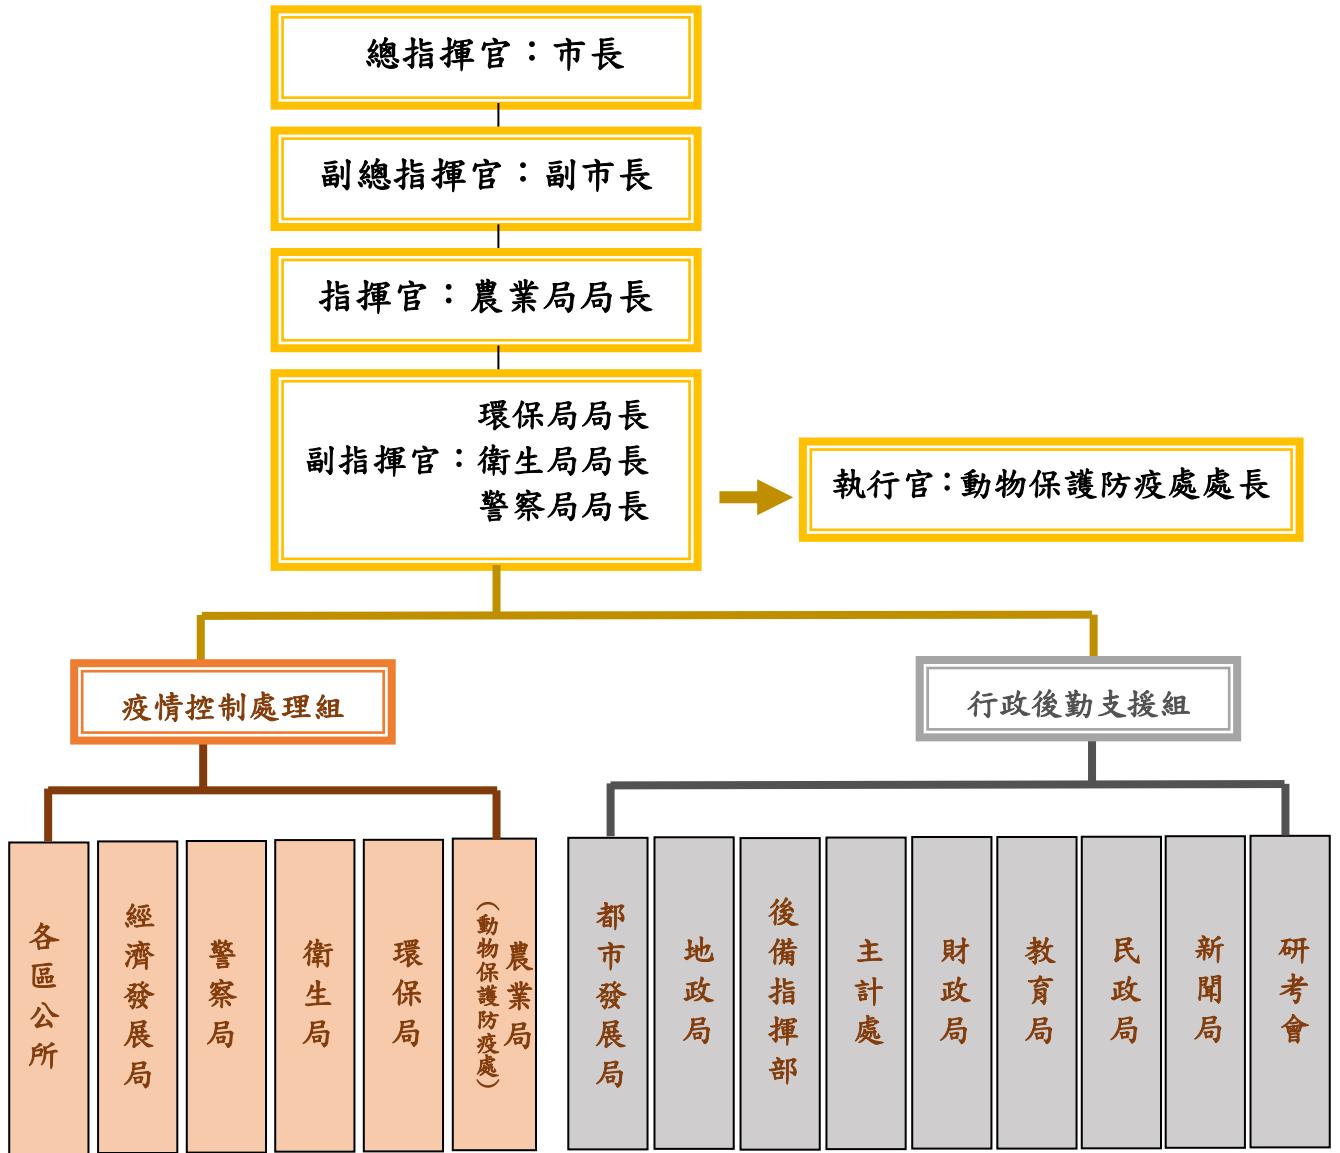 總指揮官：市長
副總指揮官：副市長
指揮官：農業局局長
環保局局長
副指揮官：衛生局局長
警察局局長
執行官：動物保護防疫處處長
疫情控制處理組
行政後勤支援組
各區公所
經濟發展局
警察局
衛生局
環保局
農業局
（動物保護防疫處）
都市發展局
地政局
後備指揮部
主計處
財政局
教育局
民政局
新聞局
研考會